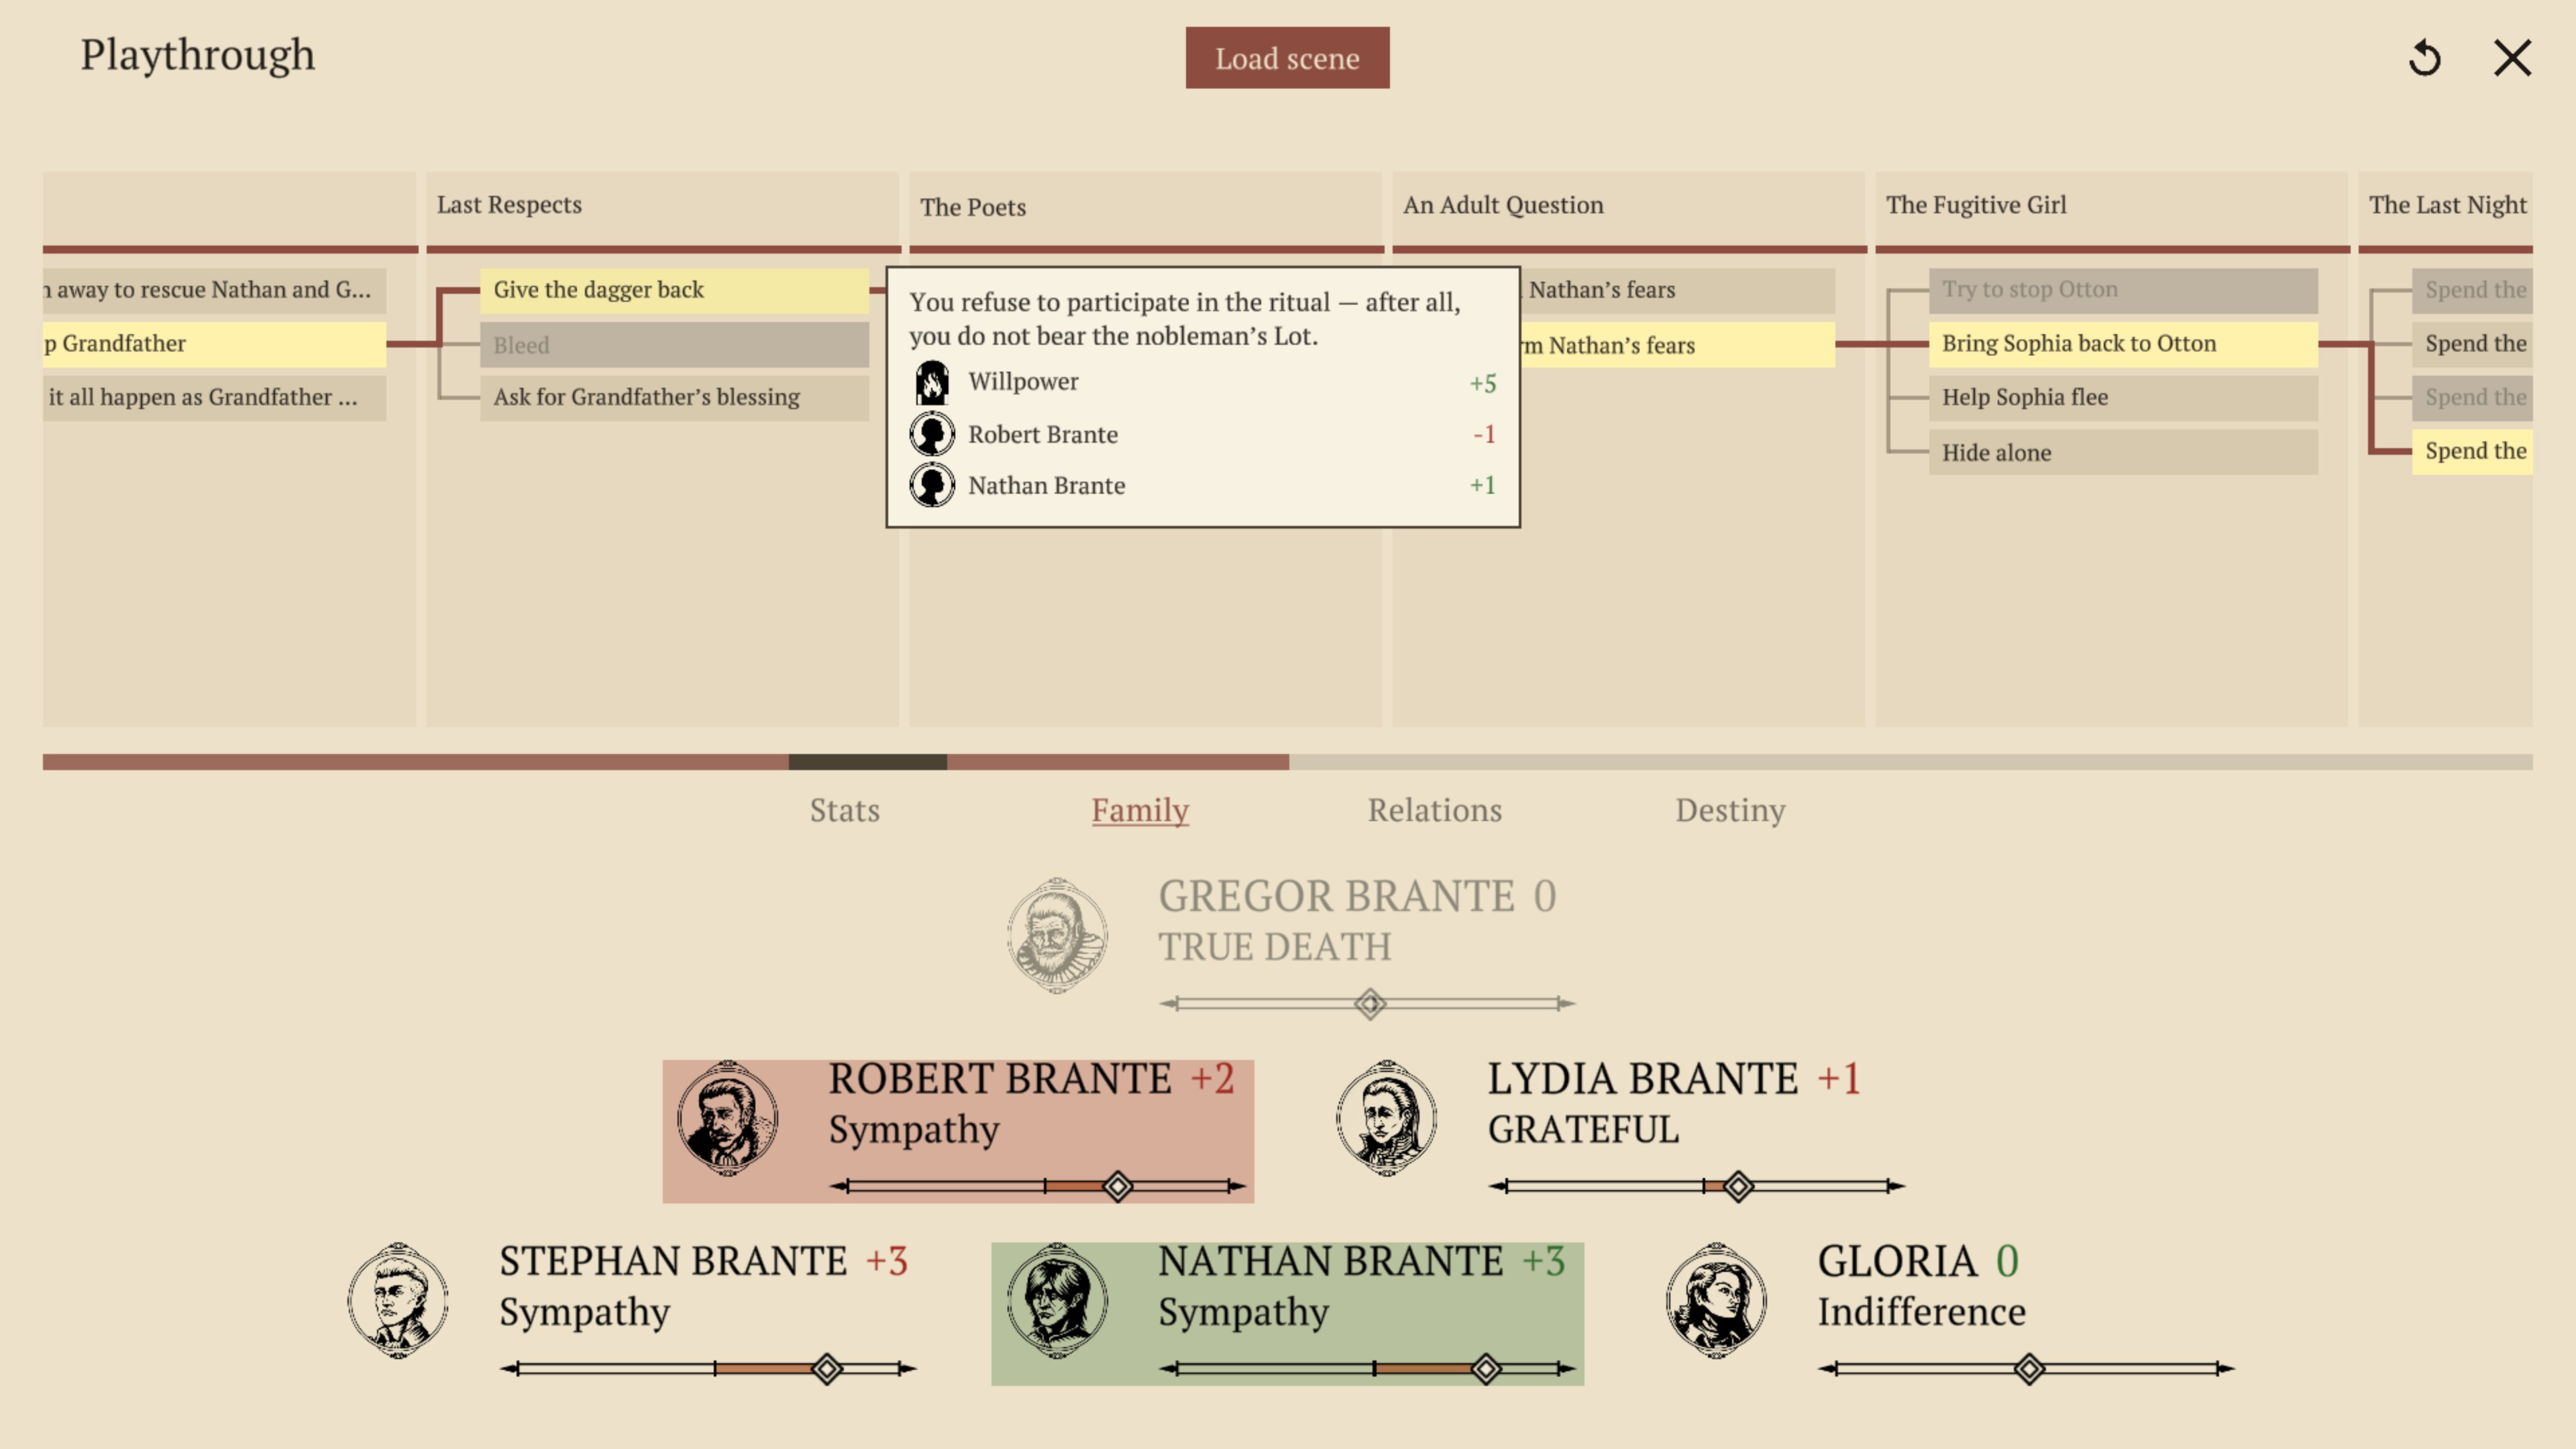 Playthrough
Load scene
Last Respects
The Poets
An Adult Question
The Fugitive Girl
The Last Night
away to rescue Nathan and G...
Grandfather
it all happen as Grandfather ...
Give the dagger back
Bleed
Ask for Grandfather's blessing
You refuse to participate in the ritual — after all,
you do not bear the nobleman's Lot.
Willpower +5
Robert Brante -1
Nathan Brante +1
Nathan's fears
Nathan's fears
Try to stop Otton
Bring Sophia back to Otton
Help Sophia flee
Hide alone
Spend the
Spend the
Spend the
Spend the
Stats
Family
Relations
Destiny
GREGOR BRANTE 0
TRUE DEATH
ROBERT BRANTE +2
Sympathy
LYDIA BRANTE +1
GRATEFUL
STEPHAN BRANTE +3
Sympathy
NATHAN BRANTE +3
Sympathy
GLORIA 0
Indifference